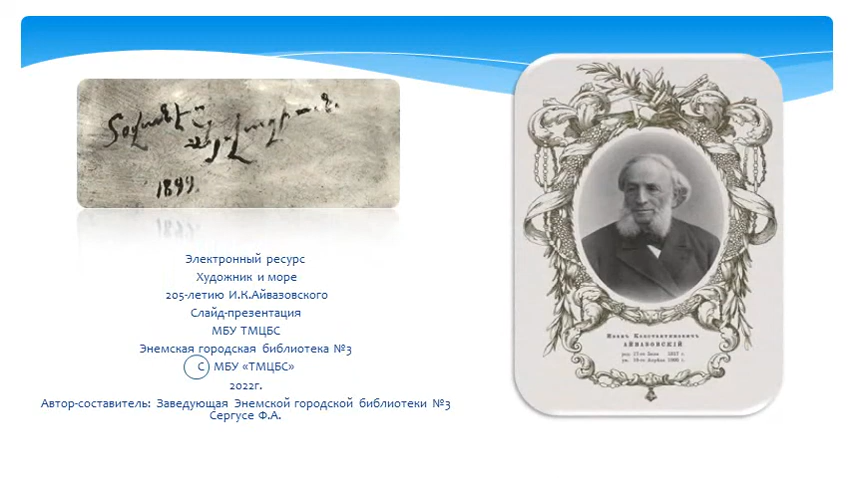 1899.
Электронный ресурс
Художник и море
205-летию И.К.Айвазовского
Слайд-презентация
МБУ ТМЦБС
Энемская городская библиотека №3
С МБУ «ТМЦБС»
2022г.
Автор-составитель: Заведующая Энемской городской библиотеки №3
Сергусе Ф.А.
Иванъ Константиновичъ
АЙВАЗОВСКІЙ